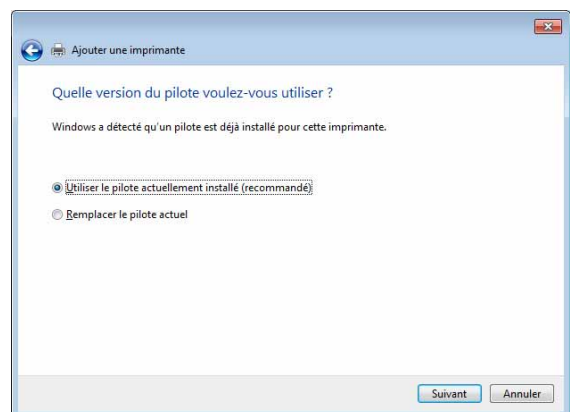 Ajouter une imprimante
Quelle version du pilote voulez-vous utiliser ?
Windows a détecté qu'un pilote est déjà installé pour cette imprimante.
Utiliser le pilote actuellement installé (recommandé)
Remplacer le pilote actuel
Suivant Annuler